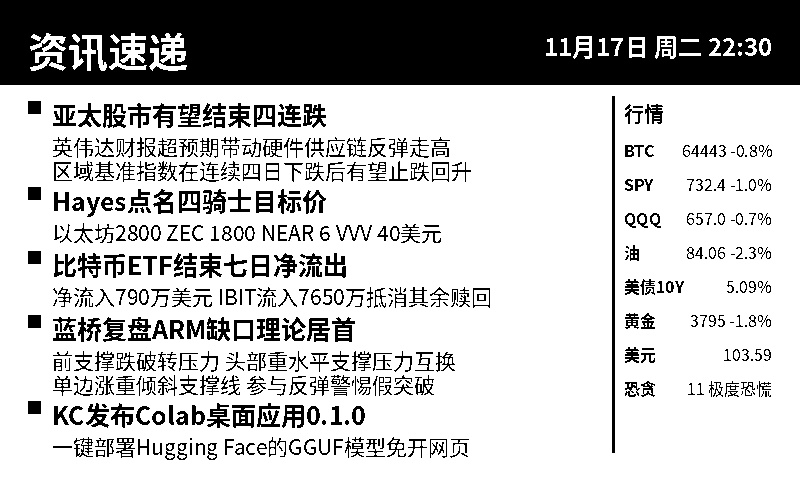 资讯速递
11月17日 周二 22:30
亚太股市有望结束四连跌
英伟达财报超预期带动硬件供应链反弹走高
区域基准指数在连续四日下跌后有望止跌回升
Hayes点名四骑士目标价
以太坊2800 ZEC 1800 NEAR 6 VVV 40美元
比特币ETF结束七日净流出
净流入790万美元 IBIT流入7650万抵消其余赎回
蓝桥复盘ARM缺口理论居首
前支撑跌破转压力 头部重水平支撑压力互换
单边涨重倾斜支撑线 参与反弹警惕假突破
KC发布Colab桌面应用0.1.0
一键部署Hugging Face的GGUF模型免开网页
行情
BTC 64443 -0.8%
SPY 732.4 -1.0%
QQQ 657.0 -0.7%
油 84.06 -2.3%
美债10Y 5.09%
黄金 3795 -1.8%
美元 103.59
恐贪 11 极度恐慌